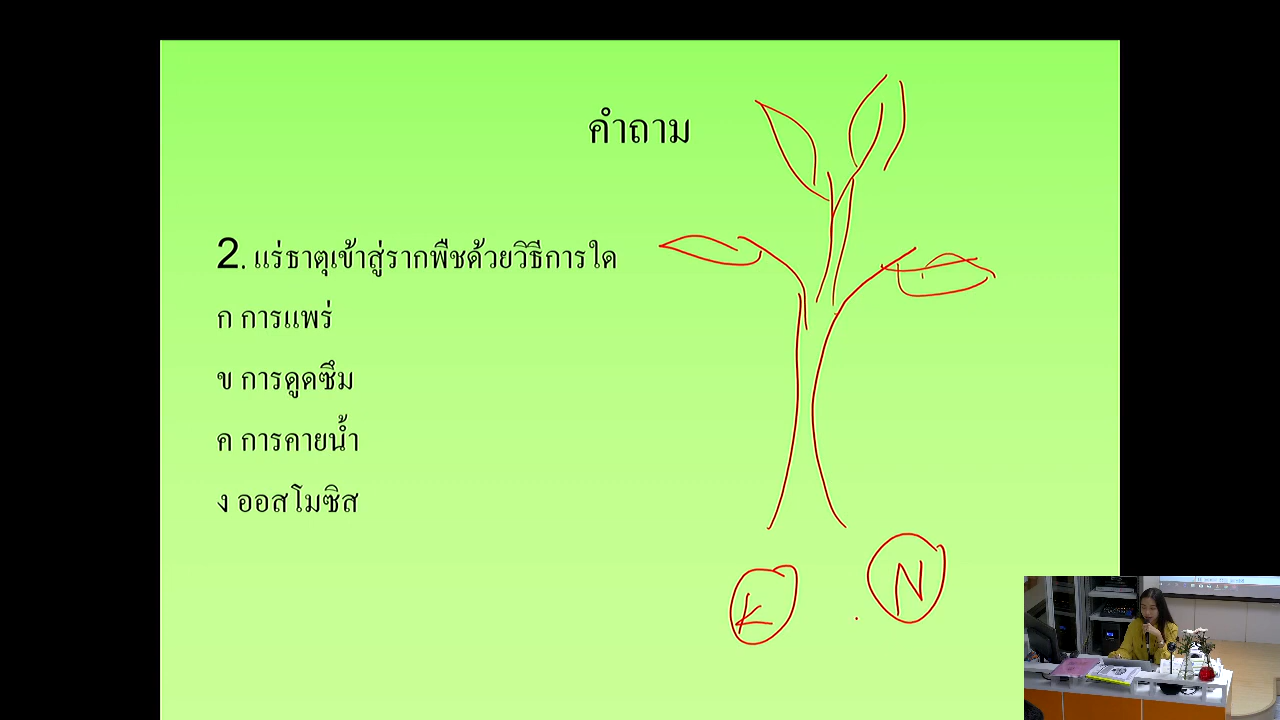 คำถาม
2. แร่ธาตุเข้าสู่รากพืชด้วยวิธีการใด
ก การแพร่
ข การดูดซึม
ค การคายน้ำ
ง ออสโมซิส
K
N